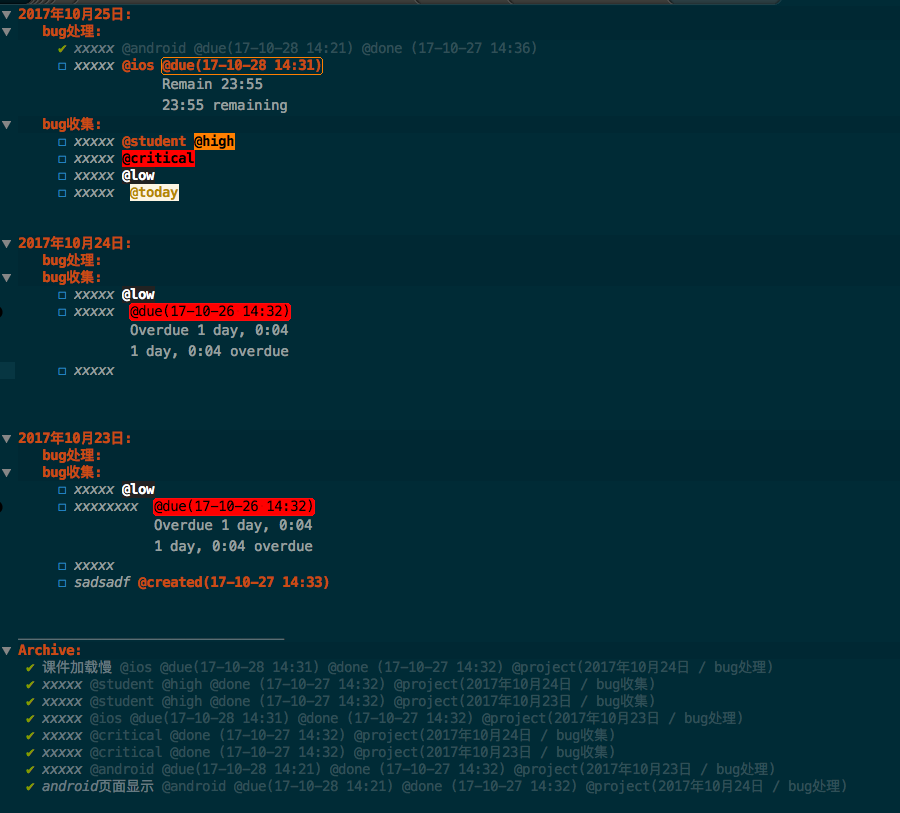 2017年10月25日:
bug处理:
✔ xxxxx @android @due(17-10-28 14:21) @done (17-10-27 14:36)
☐ xxxxx @ios @due(17-10-28 14:31)
Remain 23:55
23:55 remaining
bug收集:
☐ xxxxx @student @high
☐ xxxxx @critical
☐ xxxxx @low
☐ xxxxx @today
2017年10月24日:
bug处理:
bug收集:
☐ xxxxx @low
☐ xxxxx @due(17-10-26 14:32)
Overdue 1 day, 0:04
1 day, 0:04 overdue
☐ xxxxx
2017年10月23日:
bug处理:
bug收集:
☐ xxxxx @low
☐ xxxxxxxx @due(17-10-26 14:32)
Overdue 1 day, 0:04
1 day, 0:04 overdue
☐ xxxxx
☐ sadsadf @created(17-10-27 14:33)
Archive:
✔ 课件加载慢 @ios @due(17-10-28 14:31) @done (17-10-27 14:32) @project(2017年10月24日 / bug处理)
✔ xxxxx @student @high @done (17-10-27 14:32) @project(2017年10月24日 / bug收集)
✔ xxxxx @student @high @done (17-10-27 14:32) @project(2017年10月23日 / bug收集)
✔ xxxxx @ios @due(17-10-28 14:31) @done (17-10-27 14:32) @project(2017年10月23日 / bug处理)
✔ xxxxx @critical @done (17-10-27 14:32) @project(2017年10月24日 / bug收集)
✔ xxxxx @critical @done (17-10-27 14:32) @project(2017年10月23日 / bug收集)
✔ xxxxx @android @due(17-10-28 14:21) @done (17-10-27 14:32) @project(2017年10月23日 / bug处理)
✔ android页面显示 @android @due(17-10-28 14:21) @done (17-10-27 14:32) @project(2017年10月24日 / bug处理)